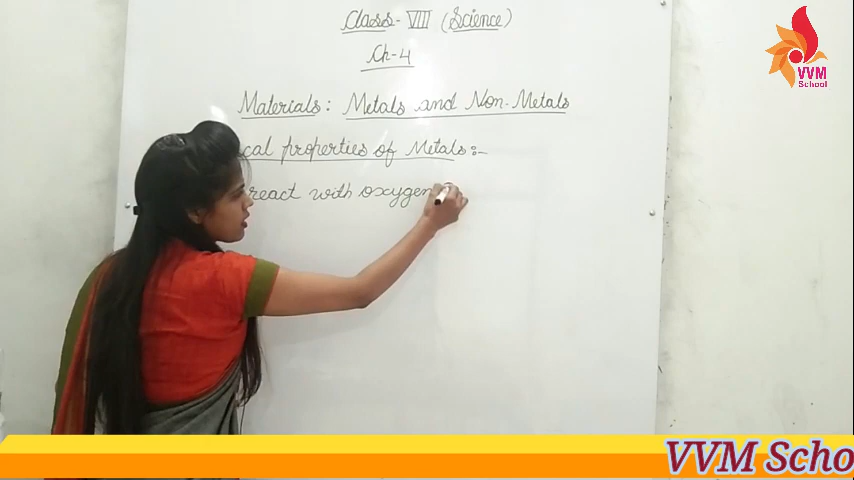 Class - VIII (Science)
Ch-4
Materials: Metals and Non-Metals
cal properties of Metals:-
react with oxygen
VVM
School
VVM Scho